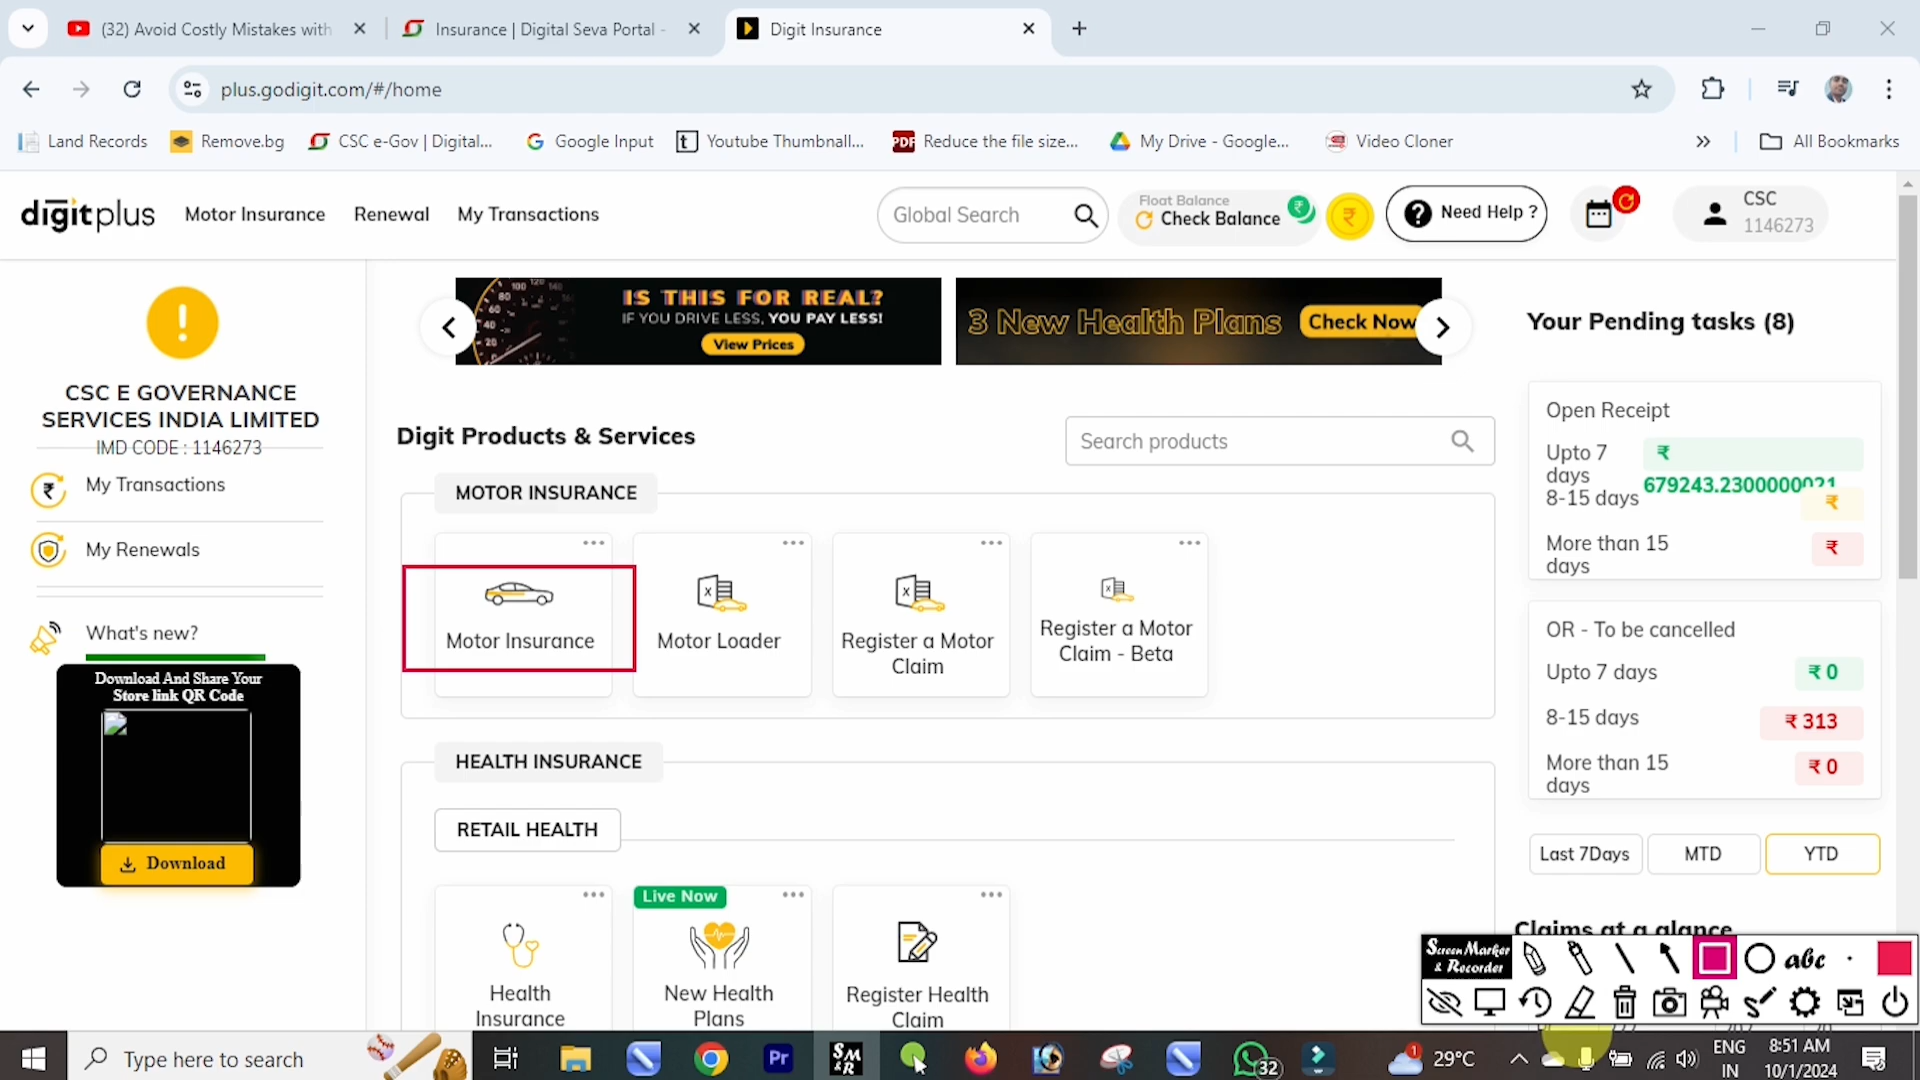 (32) Avoid Costly Mistakes with
Insurance | Digital Seva Portal -
Digit Insurance
plus.godigit.com/#/home
Land Records
Remove.bg
CSC e-Gov | Digital...
Google Input
t
Youtube Thumbnall...
PDF
Reduce the file size...
My Drive - Google...
Video Cloner
All Bookmarks
digit plus
Motor Insurance
Renewal
My Transactions
Global Search
Float Balance
Check Balance
Need Help ?
CSC
1146273
CSC E GOVERNANCE
SERVICES INDIA LIMITED
IMD CODE : 1146273
My Transactions
My Renewals
What's new?
Download And Share Your
Store link QR Code
Download
IS THIS FOR REAL?
IF YOU DRIVE LESS, YOU PAY LESS!
View Prices
3 New Health Plans
Check Now
Digit Products & Services
Search products
MOTOR INSURANCE
Motor Insurance
Motor Loader
Register a Motor
Claim
Register a Motor
Claim - Beta
HEALTH INSURANCE
RETAIL HEALTH
Health
Insurance
Live Now
New Health
Plans
Register Health
Claim
Your Pending tasks (8)
Open Receipt
Upto 7
days
₹
679243.2300000021
8-15 days
₹
More than 15
days
₹
OR - To be cancelled
Upto 7 days
₹ 0
8-15 days
₹ 313
More than 15
days
₹ 0
Last 7Days
MTD
YTD
Claims at a glance
Screen Marker
& Recorder
abc
Type here to search
Pr
SM
&R
32
1
29°C
ENG
IN
8:51 AM
10/1/2024